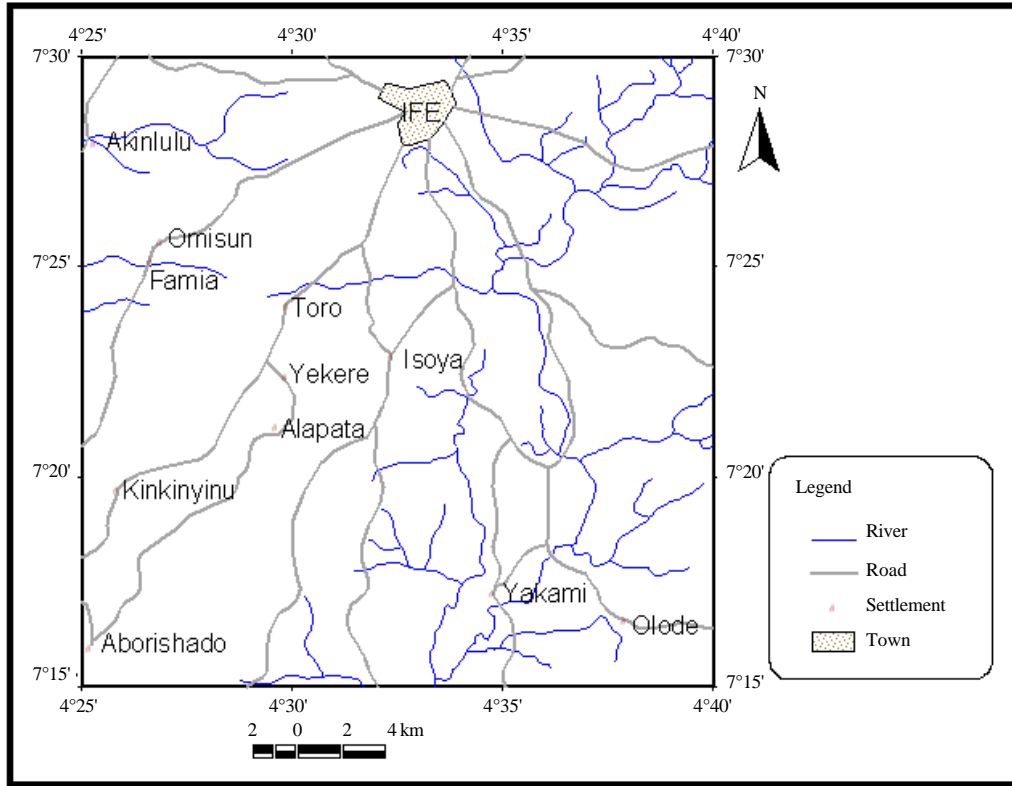 4°25' 4°30' 4°35' 4°40'
7°30' 7°30'
N
IFE
Akinlulu
Omisun
7°25' 7°25'
Famia
Toro
Isoya
Yekere
Alapata
7°20' 7°20'
Kinkinyinu
Legend
River
Road
Yakami
Settlement
Olode
Town
Aborishado
7°15' 7°15'
4°25' 4°30' 4°35' 4°40'
2 0 2 4 km